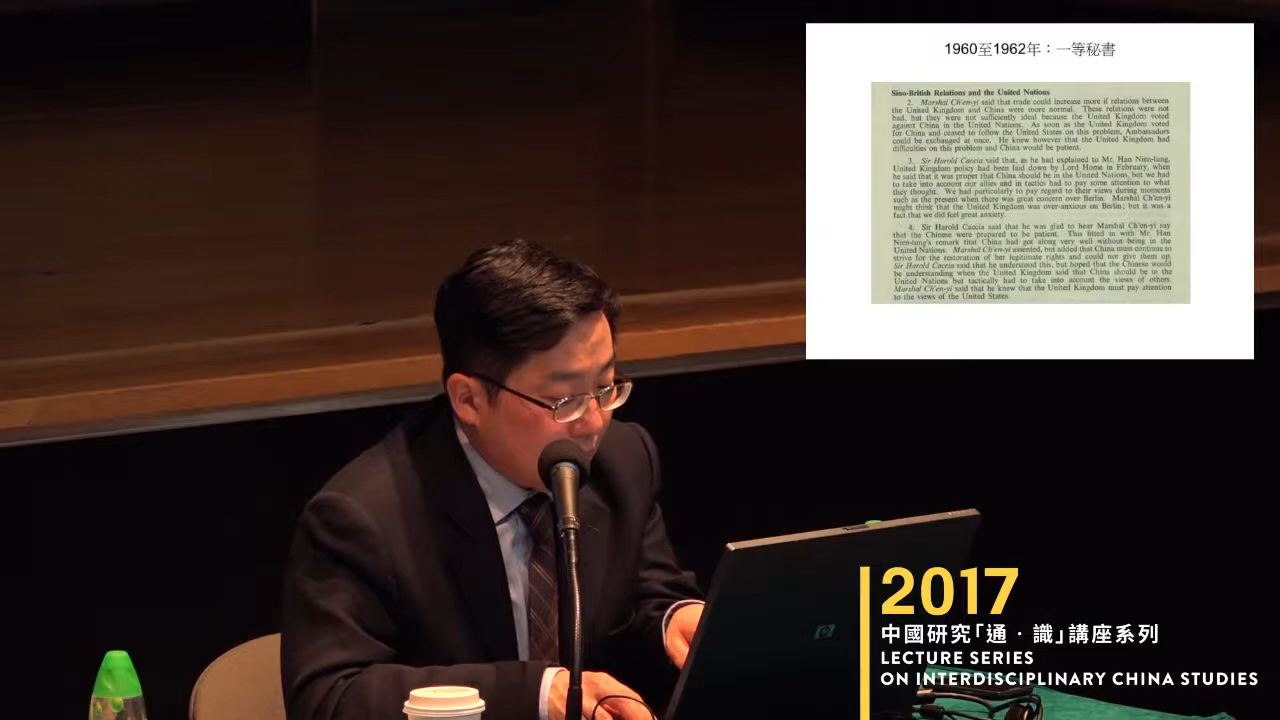 1960至1962年：一等秘書
Sino-British Relations and the United Nations
2. Marshal Ch'en-yi said that trade could increase more if relations between
the United Kingdom and China were more normal. These relations were not
bad, but they were not sufficiently ideal because the United Kingdom voted
against China in the United Nations. As soon as the United Kingdom voted
for China and ceased to follow the United States on this problem, Ambassadors
could be exchanged at once. He knew however that the United Kingdom had
difficulties on this problem and China would be patient.
3. Sir Harold Caccia said that, as he had explained to Mr. Han Nien-lung,
United Kingdom policy had been laid down by Lord Home in February, when
he said that it was proper that China should be in the United Nations, but we had
to take into account our allies and in tactics had to pay some attention to what
they thought. We had particularly to pay regard to their views during moments
such as the present when there was great concern over Berlin. Marshal Ch'en-yi
might think that the United Kingdom was over-anxious on Berlin; but it was a
fact that we did feel great anxiety.
4. Sir Harold Caccia said that he was glad to hear Marshal Ch'en-yi say
that the Chinese were prepared to be patient. This fitted in with Mr. Han
Nien-lung's remark that China had got along very well without being in the
United Nations. Marshal Ch'en-yi assented, but added that China must continue to
strive for the restoration of her legitimate rights and could not give them up.
Sir Harold Caccia said that he understood this, but hoped that the Chinese would
be understanding when the United Kingdom said that China should be in the
United Nations but tactically had to take into account the views of others.
Marshal Ch'en-yi said that he knew that the United Kingdom must pay attention
to the views of the United States.
hp
2017
中國研究「通．識」講座系列
LECTURE SERIES
ON INTERDISCIPLINARY CHINA STUDIES